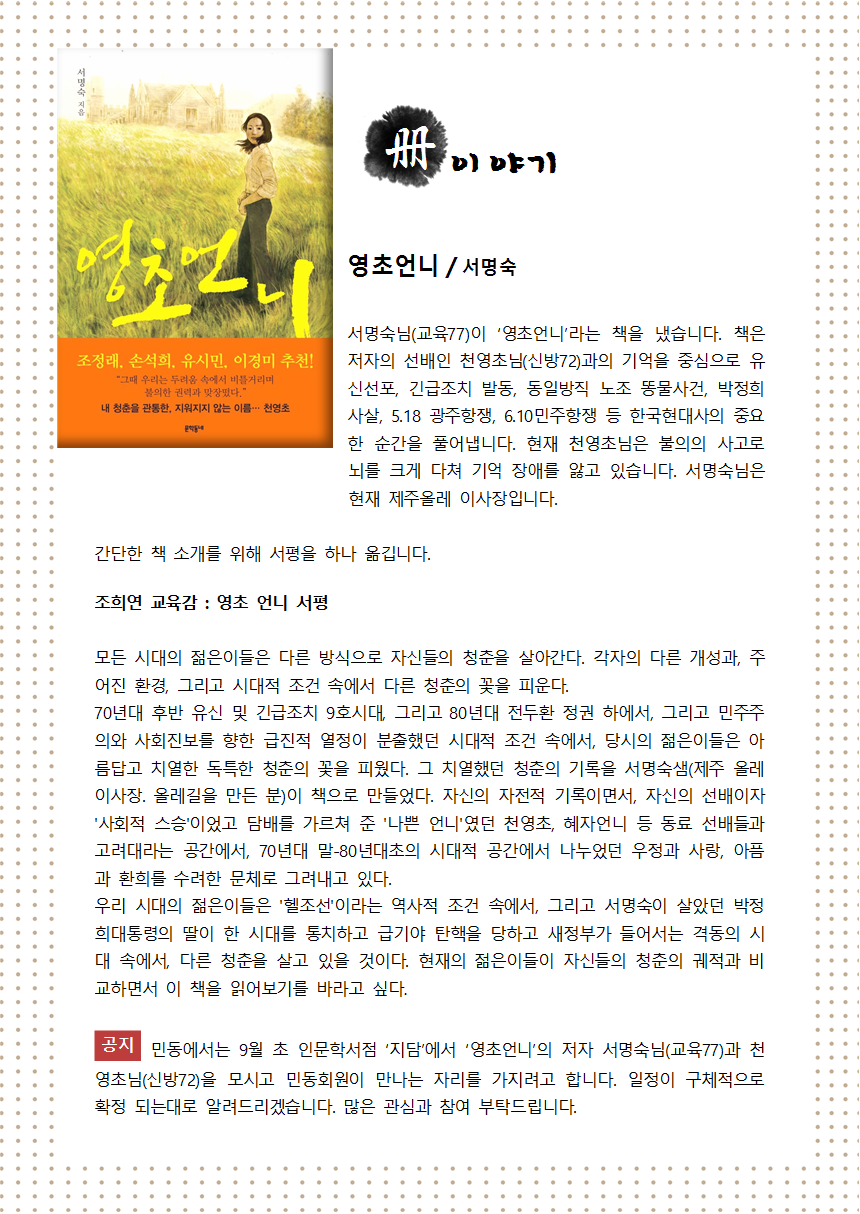 서명숙 지음
영초언니
조정래, 손석희, 유시민, 이경미 추천!
“그때 우리는 두려움 속에서 비틀거리며
불의한 권력과 맞장떴다.”
내 청춘을 관통한, 지워지지 않는 이름… 천영초
문학동네
冊이야기
영초언니 / 서명숙
서명숙님(교육77)이 ‘영초언니’라는 책을 냈습니다. 책은
저자의 선배인 천영초님(신방72)과의 기억을 중심으로 유
신선포, 긴급조치 발동, 동일방직 노조 똥물사건, 박정희
사살, 5.18 광주항쟁, 6.10민주항쟁 등 한국현대사의 중요
한 순간을 풀어냅니다. 현재 천영초님은 불의의 사고로
뇌를 크게 다쳐 기억 장애를 앓고 있습니다. 서명숙님은
현재 제주올레 이사장입니다.
간단한 책 소개를 위해 서평을 하나 옮깁니다.
조희연 교육감 : 영초 언니 서평
모든 시대의 젊은이들은 다른 방식으로 자신들의 청춘을 살아간다. 각자의 다른 개성과, 주
어진 환경, 그리고 시대적 조건 속에서 다른 청춘의 꽃을 피운다.
70년대 후반 유신 및 긴급조치 9호시대, 그리고 80년대 전두환 정권 하에서, 그리고 민주주
의와 사회진보를 향한 급진적 열정이 분출했던 시대적 조건 속에서, 당시의 젊은이들은 아
름답고 치열한 독특한 청춘의 꽃을 피웠다. 그 치열했던 청춘의 기록을 서명숙샘(제주 올레
이사장. 올레길을 만든 분)이 책으로 만들었다. 자신의 자전적 기록이면서, 자신의 선배이자
'사회적 스승'이었고 담배를 가르쳐 준 '나쁜 언니'였던 천영초, 혜자언니 등 동료 선배들과
고려대라는 공간에서, 70년대 말-80년대초의 시대적 공간에서 나누었던 우정과 사랑, 아픔
과 환희를 수려한 문체로 그려내고 있다.
우리 시대의 젊은이들은 '헬조선'이라는 역사적 조건 속에서, 그리고 서명숙이 살았던 박정
희대통령의 딸이 한 시대를 통치하고 급기야 탄핵을 당하고 새정부가 들어서는 격동의 시
대 속에서, 다른 청춘을 살고 있을 것이다. 현재의 젊은이들이 자신들의 청춘의 궤적과 비
교하면서 이 책을 읽어보기를 바라고 싶다.
공지 민동에서는 9월 초 인문학서점 ‘지담’에서 ‘영초언니’의 저자 서명숙님(교육77)과 천
영초님(신방72)을 모시고 민동회원이 만나는 자리를 가지려고 합니다. 일정이 구체적으로
확정 되는대로 알려드리겠습니다. 많은 관심과 참여 부탁드립니다.